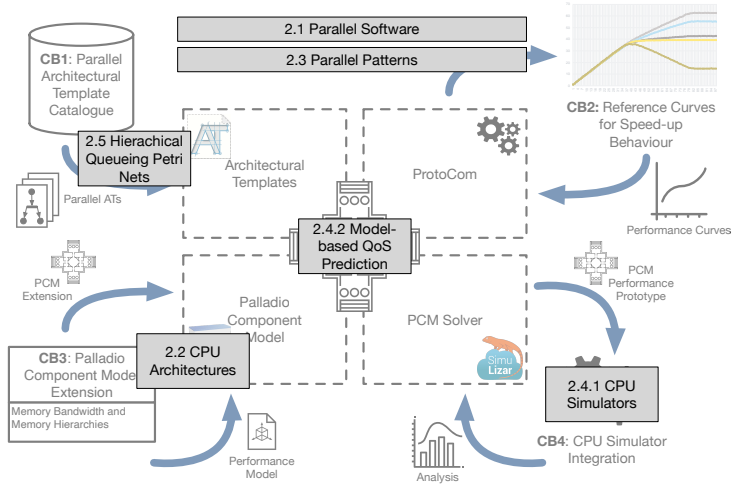 2.1 Parallel Software
2.3 Parallel Patterns
CB1: Parallel
Architectural
Template
Catalogue
CB2: Reference Curves
for Speed-up
Behaviour
2.5 Hierachical
Queueing Petri
Nets
AT
Architectural
Templates
ProtoCom
Parallel ATs
Performance Curves
2.4.2 Model-
based QoS
Prediction
PCM
Extension
PCM
Performance
Prototype
Palladio
Component
Model
PCM Solver
Simu
Lizar
2.2 CPU
Architectures
CB3: Palladio
Component Mode
Extension
Memory Bandwidth and
Memory Hierarchies
2.4.1 CPU
Simulators
CB4: CPU Simulator
Integration
Performance
Model
Analysis